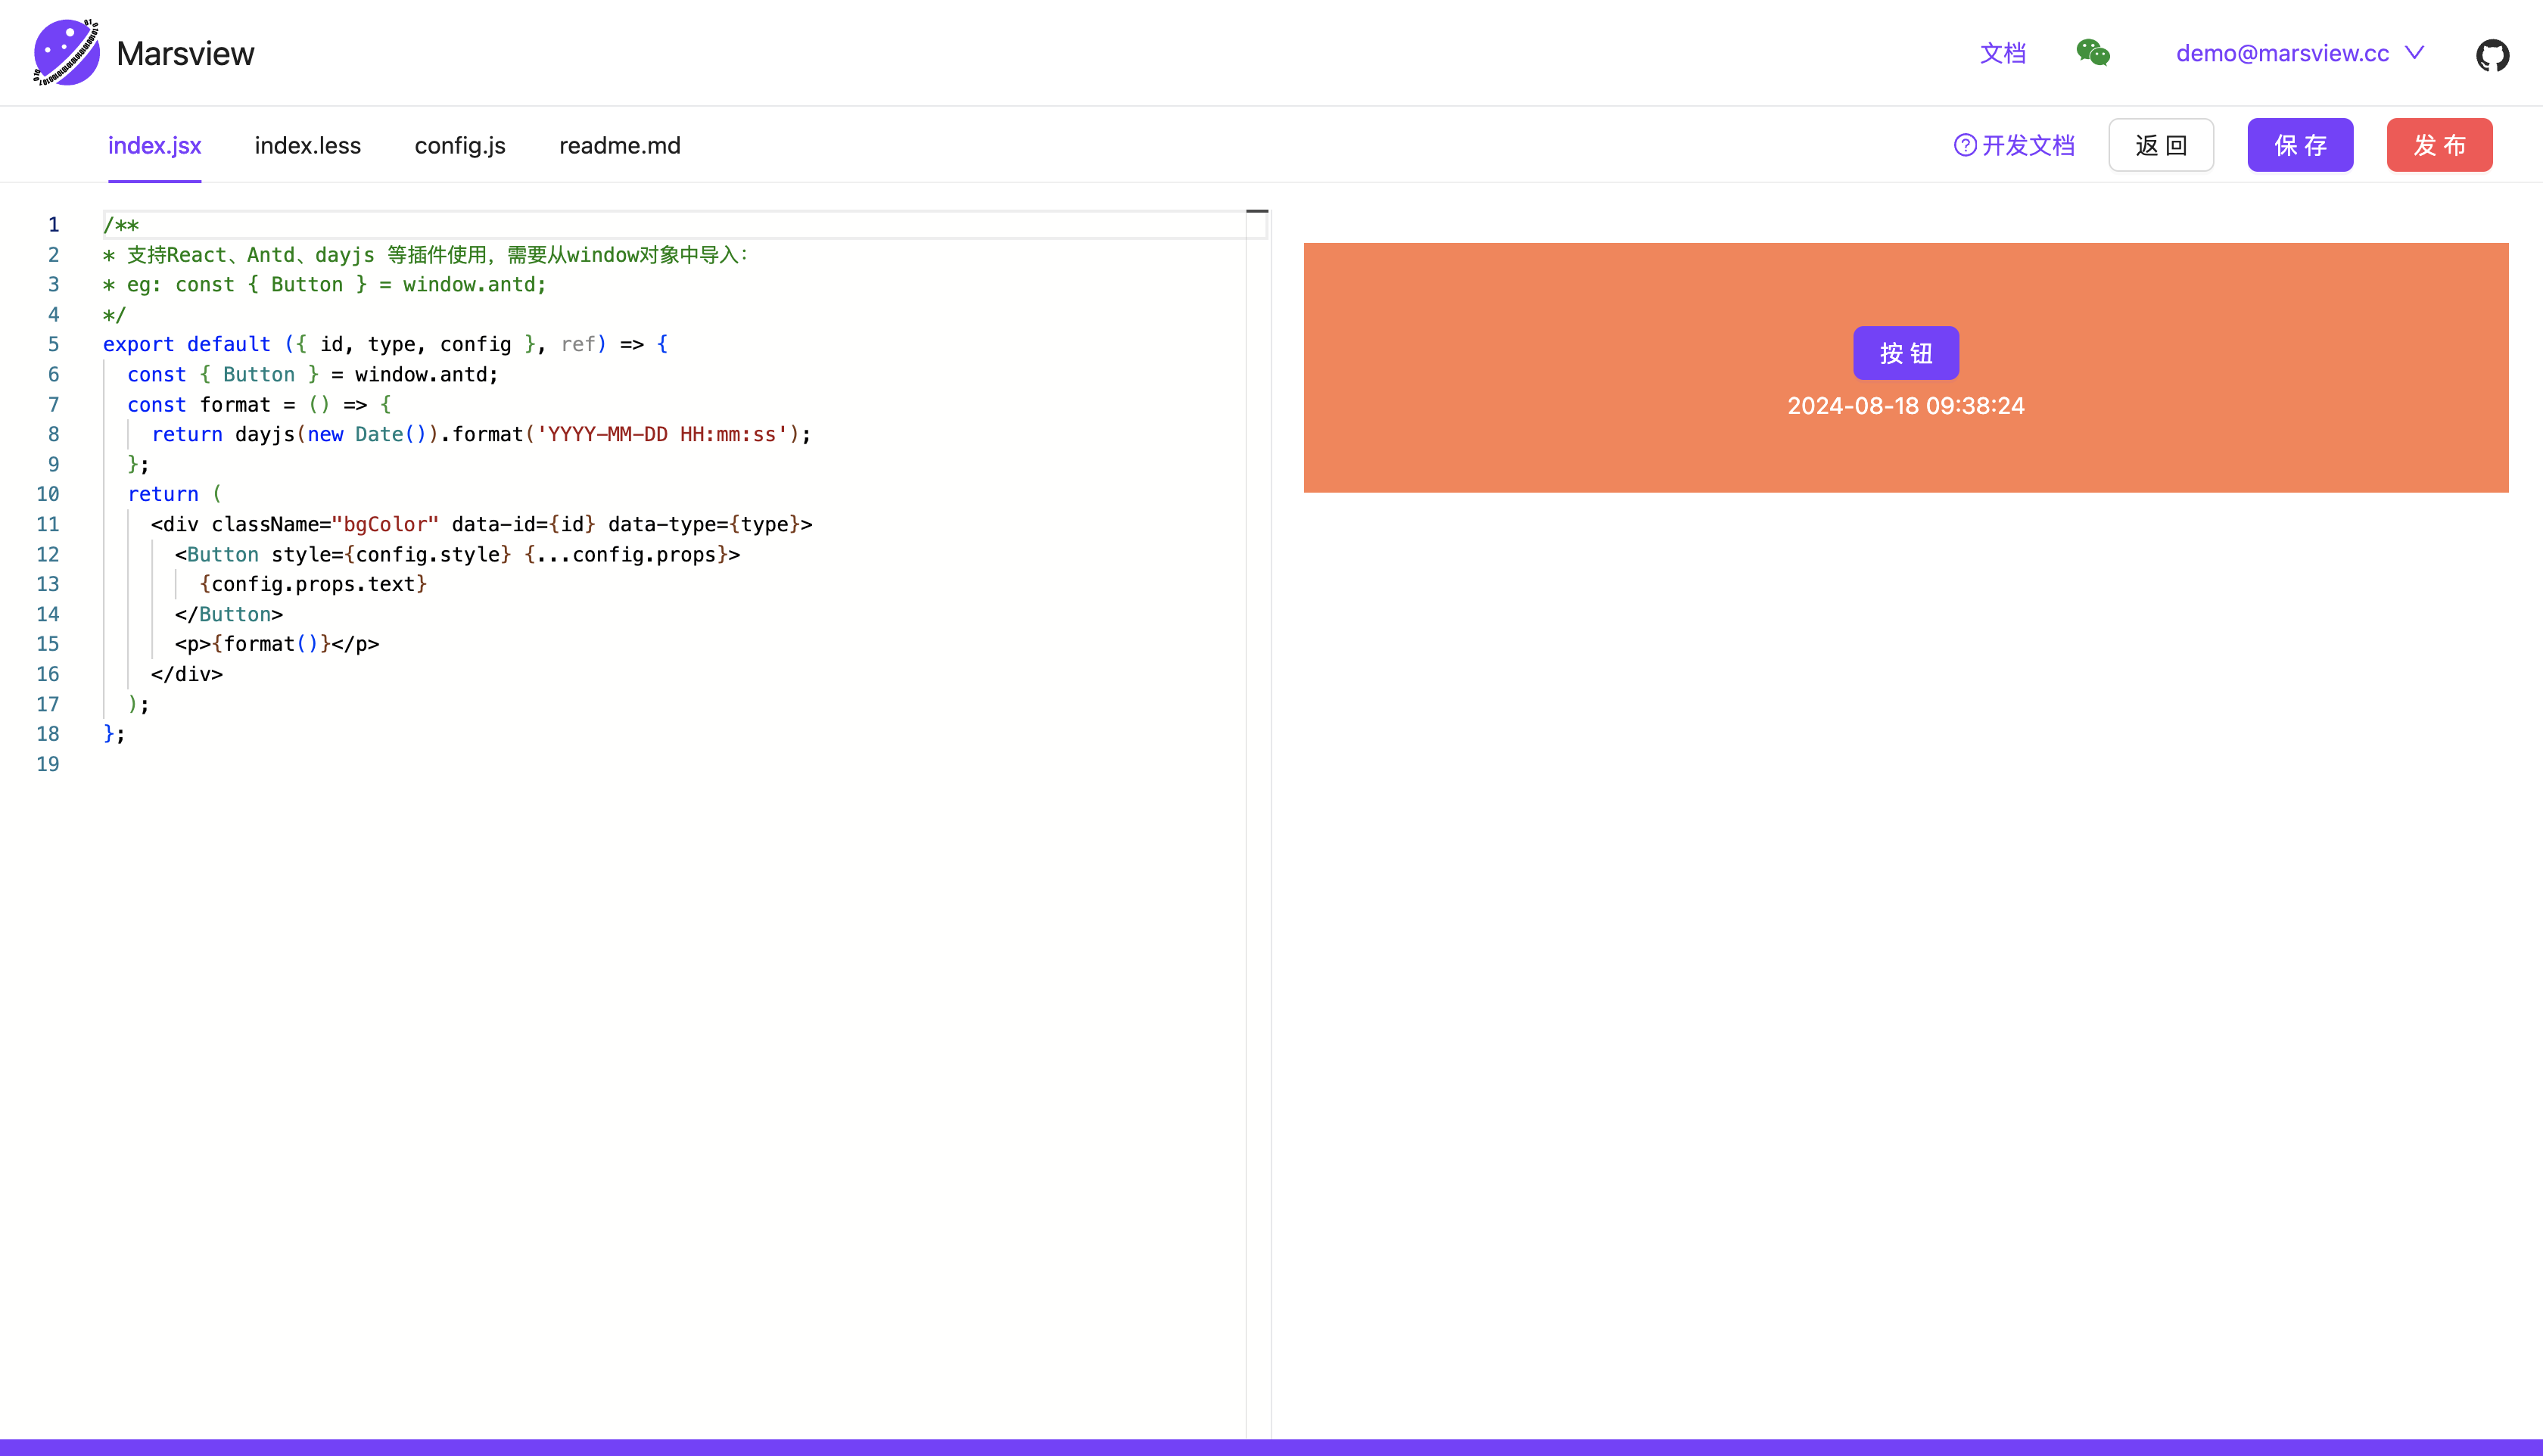 Marsview
文档
demo@marsview.cc
index.jsx index.less config.js readme.md
开发文档
返 回
保 存
发 布
1 /**
2 * 支持React、Antd、dayjs 等插件使用，需要从window对象中导入：
3 * eg: const { Button } = window.antd;
4 */
5 export default ({ id, type, config }, ref) => {
6 const { Button } = window.antd;
7 const format = () => {
8 return dayjs(new Date()).format('YYYY-MM-DD HH:mm:ss');
9 };
10 return (
11 <div className="bgColor" data-id={id} data-type={type}>
12 <Button style={config.style} {...config.props}>
13 {config.props.text}
14 </Button>
15 <p>{format()}</p>
16 </div>
17 );
18 };
19
按 钮
2024-08-18 09:38:24